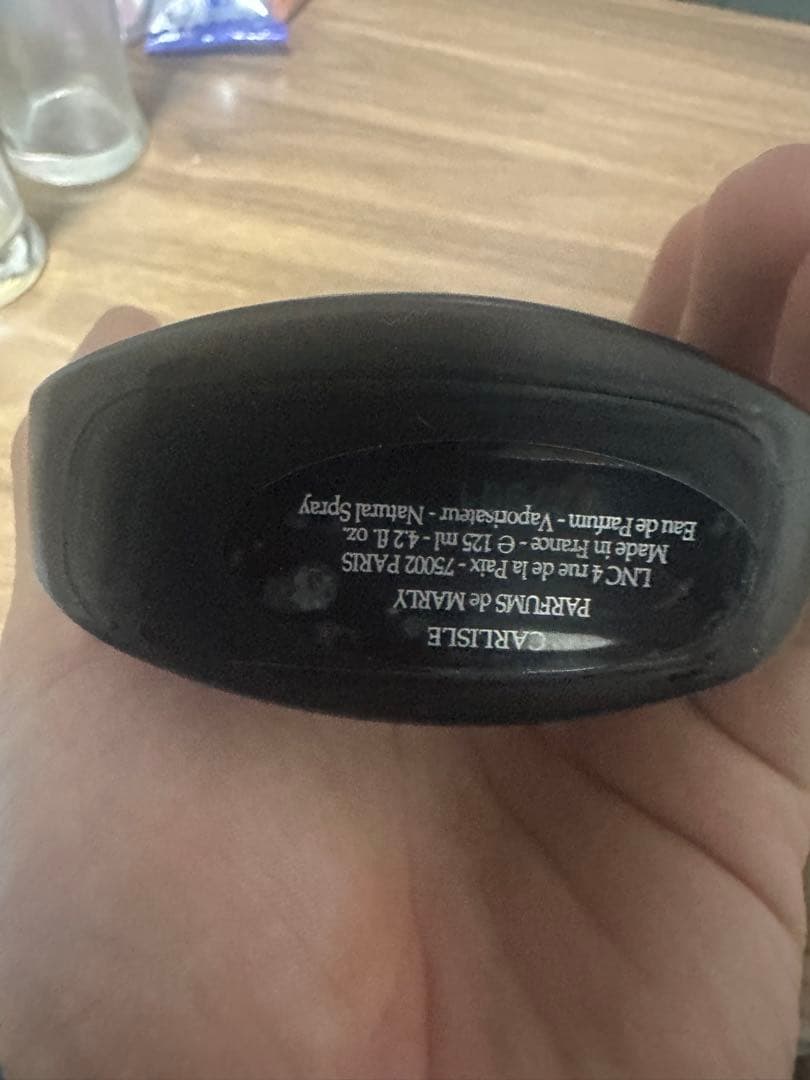 CARLISLE
PARFUMS de MARLY
LNC 4 rue de la Paix - 75002 PARIS
Made in France - ℮ 125 ml - 4.2 fl. oz.
Eau de Parfum - Vaporisateur - Natural Spray